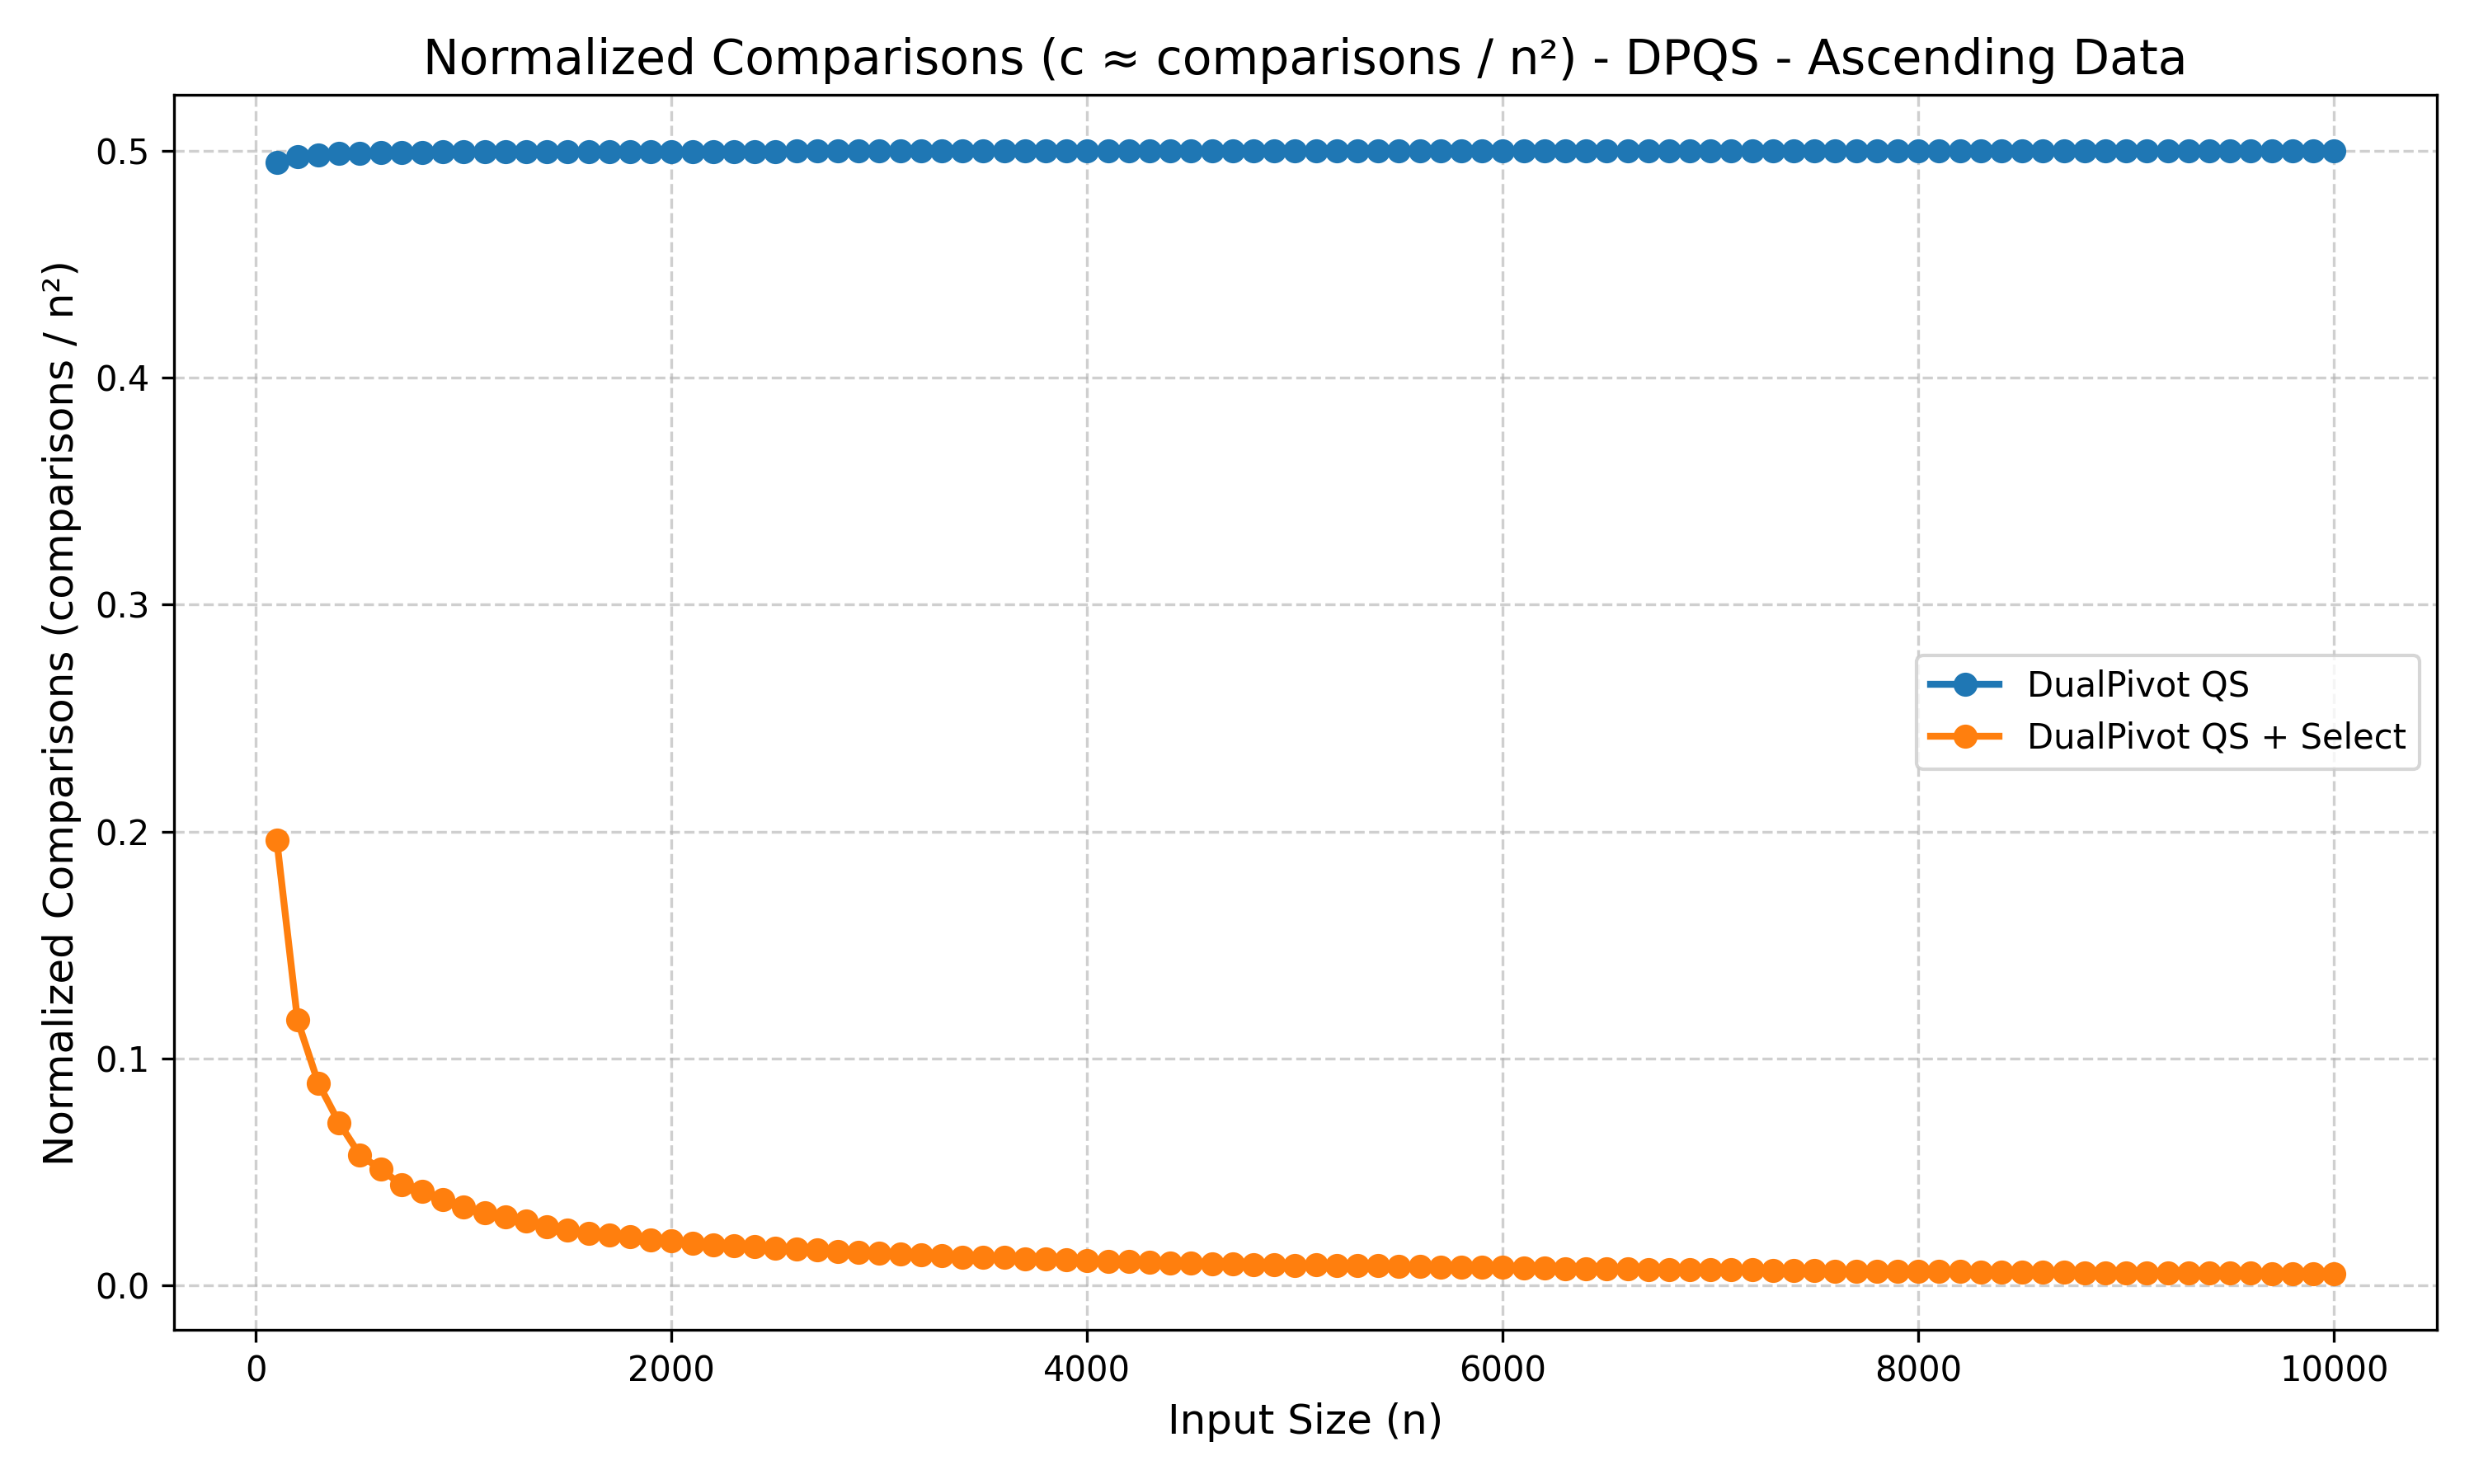 Normalized Comparisons (c ≈ comparisons / n²) - DPQS - Ascending Data
Normalized Comparisons (comparisons / n²)
0.5
0.4
0.3
0.2
0.1
0.0
DualPivot QS
DualPivot QS + Select
0
2000
4000
6000
8000
10000
Input Size (n)